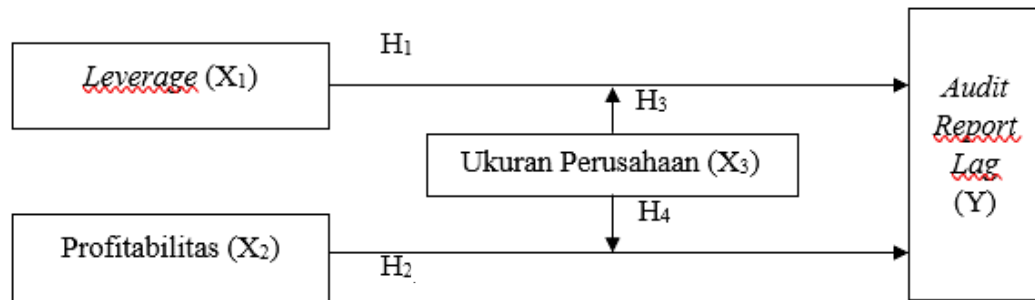 H₁
Leverage (X₁)
H₃
Ukuran Perusahaan (X₃)
H₄
Profitabilitas (X₂)
H₂
Audit
Report
Lag
(Y)